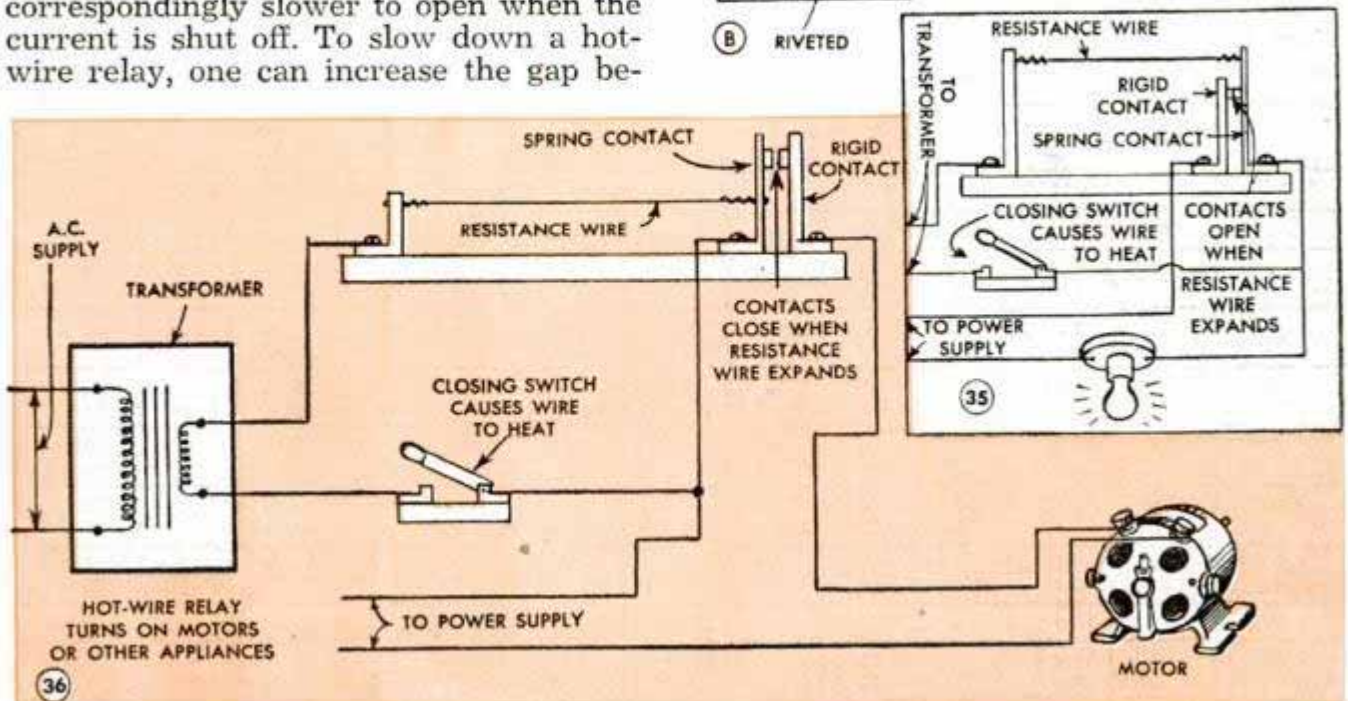 correspondingly slower to open when the
current is shut off. To slow down a hot-
wire relay, one can increase the gap be-
B
RIVETED
TO
TRANSFORMER
RESISTANCE WIRE
RIGID
CONTACT
SPRING CONTACT
CLOSING SWITCH
CAUSES WIRE
TO HEAT
CONTACTS
OPEN
WHEN
RESISTANCE
WIRE
EXPANDS
TO POWER
SUPPLY
35
SPRING CONTACT
RIGID
CONTACT
RESISTANCE WIRE
A.C.
SUPPLY
TRANSFORMER
CONTACTS
CLOSE WHEN
RESISTANCE
WIRE EXPANDS
CLOSING SWITCH
CAUSES WIRE
TO HEAT
HOT-WIRE RELAY
TURNS ON MOTORS
OR OTHER APPLIANCES
TO POWER SUPPLY
MOTOR
36